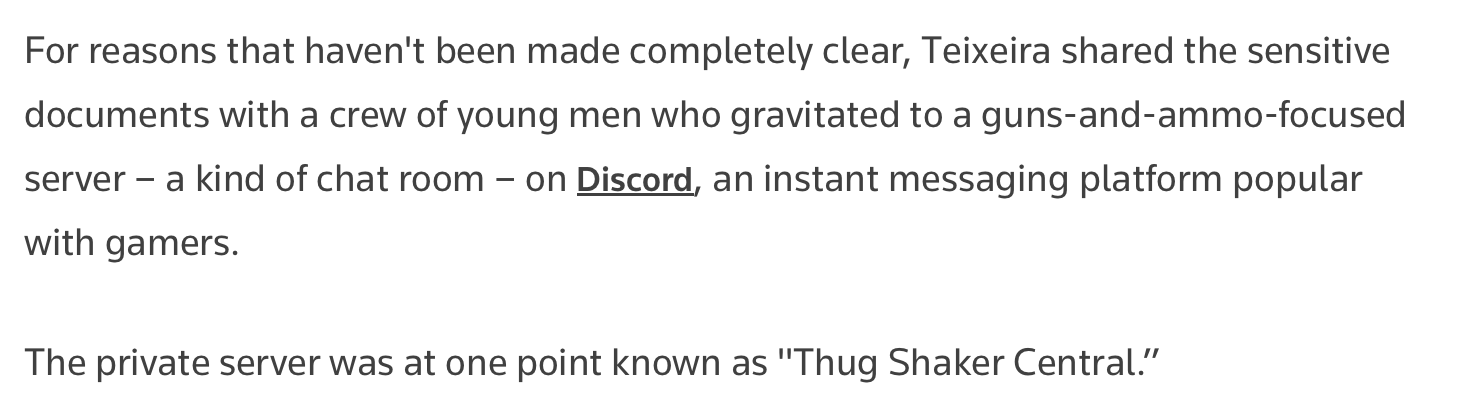 For reasons that haven't been made completely clear, Teixeira shared the sensitive
documents with a crew of young men who gravitated to a guns-and-ammo-focused
server – a kind of chat room – on Discord, an instant messaging platform popular
with gamers.
The private server was at one point known as "Thug Shaker Central.”